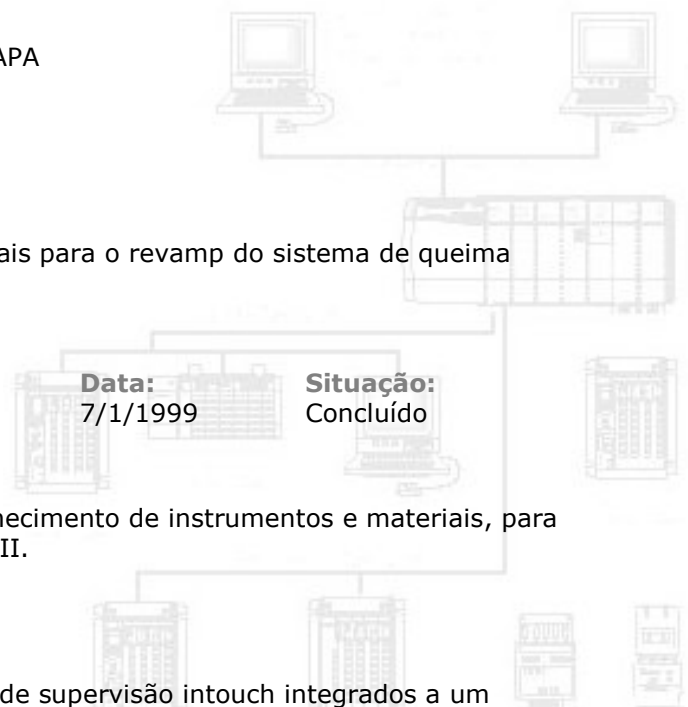 APA
ais para o revamp do sistema de queima
Data: Situação:
7/1/1999 Concluído
necimento de instrumentos e materiais, para
II.
de supervisão intouch integrados a um